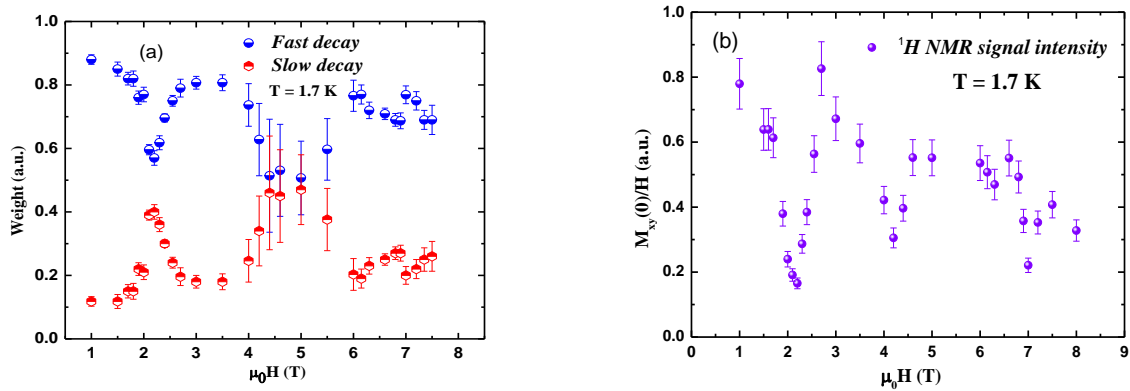 (a)
Fast decay
Slow decay
T = 1.7 K
Weight (a.u.)
1.0
0.8
0.6
0.4
0.2
0.0
1 2 3 4 5 6 7 8
μ0H (T)
(b)
1H NMR signal intensity
T = 1.7 K
Mxy(0)/H (a.u.)
1.0
0.8
0.6
0.4
0.2
0.0
0 1 2 3 4 5 6 7 8 9
μ0H (T)